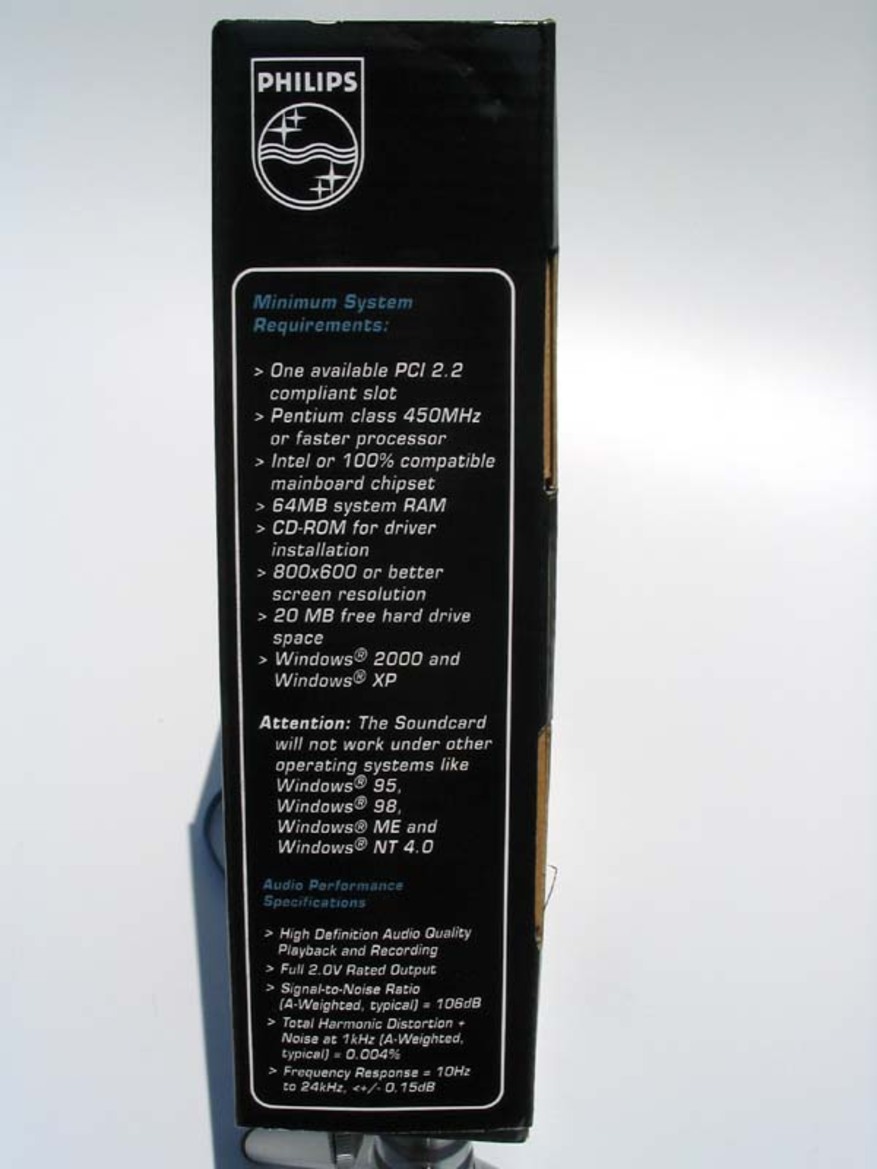 PHILIPS
Minimum System
Requirements:
> One available PCI 2.2
compliant slot
> Pentium class 450MHz
or faster processor
> Intel or 100% compatible
mainboard chipset
> 64MB system RAM
> CD-ROM for driver
installation
> 800x600 or better
screen resolution
> 20 MB free hard drive
space
> Windows® 2000 and
Windows® XP
Attention: The Soundcard
will not work under other
operating systems like
Windows® 95,
Windows® 98,
Windows® ME and
Windows® NT 4.0
Audio Performance
Specifications
> High Definition Audio Quality
Playback and Recording
> Full 2.0V Rated Output
> Signal-to-Noise Ratio
(A-Weighted, typical) = 106dB
> Total Harmonic Distortion +
Noise at 1kHz (A-Weighted,
typical) = 0.004%
> Frequency Response = 10Hz
to 24kHz, <+/- 0.15dB